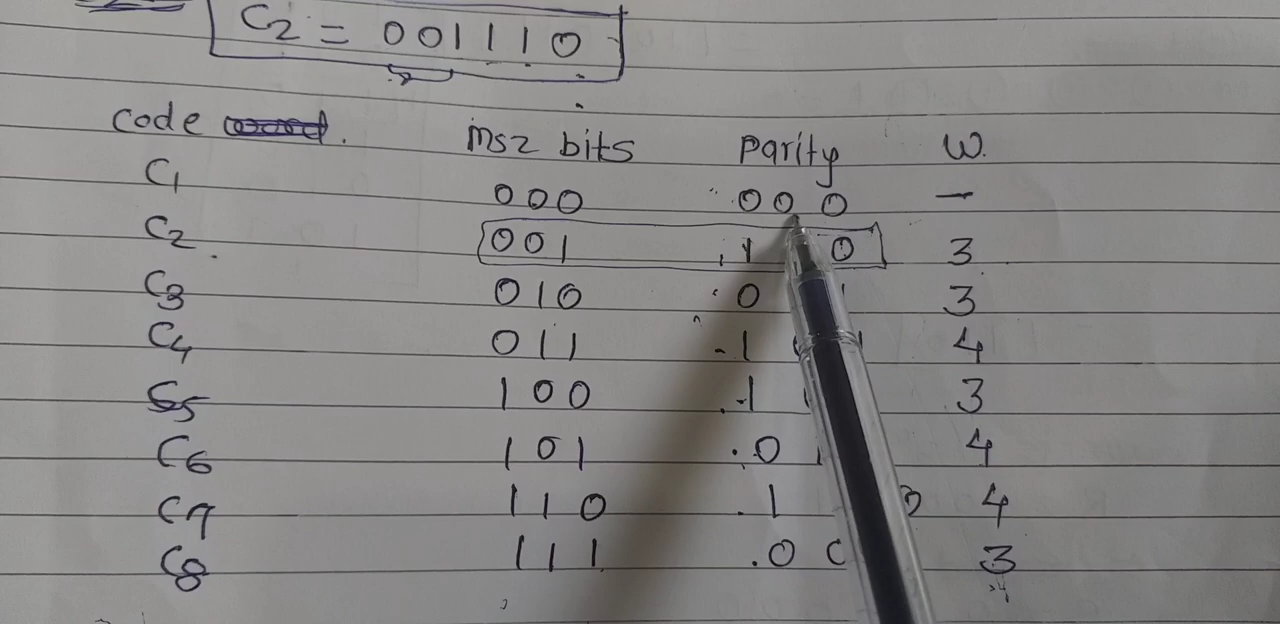 C2 = 001110
code msz bits parity W.
C1 000 000 –
C2 001 1 0 3
C3 010 0 3
C4 011 1 4
C5 100 1 3
C6 101 0 4
C7 110 1 4
C8 111 0 3